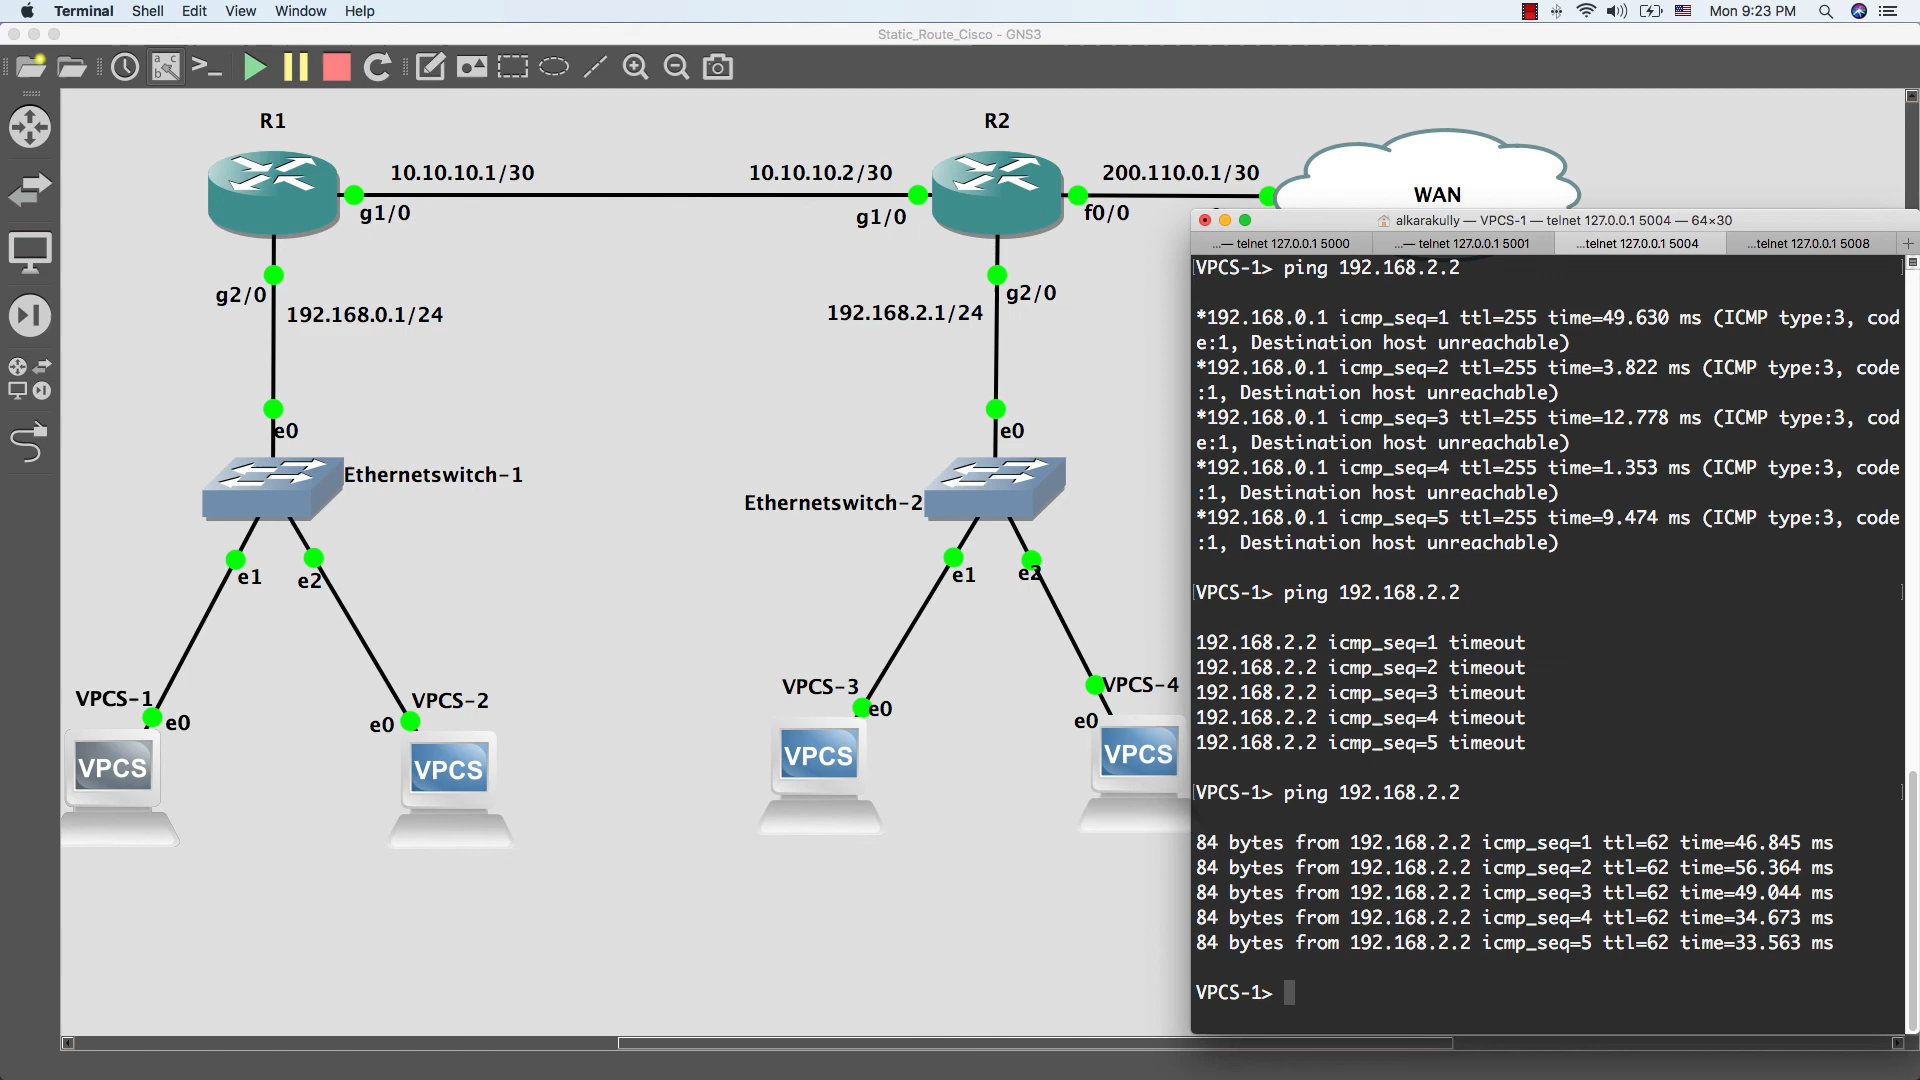 Terminal Shell Edit View Window Help
Mon 9:23 PM
Static_Route_Cisco - GNS3
R1
R2
10.10.10.1/30
10.10.10.2/30
200.110.0.1/30
WAN
g1/0
g1/0
f0/0
g2/0
192.168.0.1/24
192.168.2.1/24
g2/0
e0
e0
Ethernetswitch-1
Ethernetswitch-2
e1
e2
e1
e2
VPCS-1
e0
VPCS-2
e0
VPCS-3
e0
VPCS-4
e0
VPCS
VPCS
VPCS
VPCS
alkarakully — VPCS-1 — telnet 127.0.0.1 5004 — 64×30
...— telnet 127.0.0.1 5000
...— telnet 127.0.0.1 5001
...telnet 127.0.0.1 5004
...telnet 127.0.0.1 5008
VPCS-1> ping 192.168.2.2
*192.168.0.1 icmp_seq=1 ttl=255 time=49.630 ms (ICMP type:3, cod
e:1, Destination host unreachable)
*192.168.0.1 icmp_seq=2 ttl=255 time=3.822 ms (ICMP type:3, code
:1, Destination host unreachable)
*192.168.0.1 icmp_seq=3 ttl=255 time=12.778 ms (ICMP type:3, cod
e:1, Destination host unreachable)
*192.168.0.1 icmp_seq=4 ttl=255 time=1.353 ms (ICMP type:3, code
:1, Destination host unreachable)
*192.168.0.1 icmp_seq=5 ttl=255 time=9.474 ms (ICMP type:3, code
:1, Destination host unreachable)
VPCS-1> ping 192.168.2.2
192.168.2.2 icmp_seq=1 timeout
192.168.2.2 icmp_seq=2 timeout
192.168.2.2 icmp_seq=3 timeout
192.168.2.2 icmp_seq=4 timeout
192.168.2.2 icmp_seq=5 timeout
VPCS-1> ping 192.168.2.2
84 bytes from 192.168.2.2 icmp_seq=1 ttl=62 time=46.845 ms
84 bytes from 192.168.2.2 icmp_seq=2 ttl=62 time=56.364 ms
84 bytes from 192.168.2.2 icmp_seq=3 ttl=62 time=49.044 ms
84 bytes from 192.168.2.2 icmp_seq=4 ttl=62 time=34.673 ms
84 bytes from 192.168.2.2 icmp_seq=5 ttl=62 time=33.563 ms
VPCS-1>